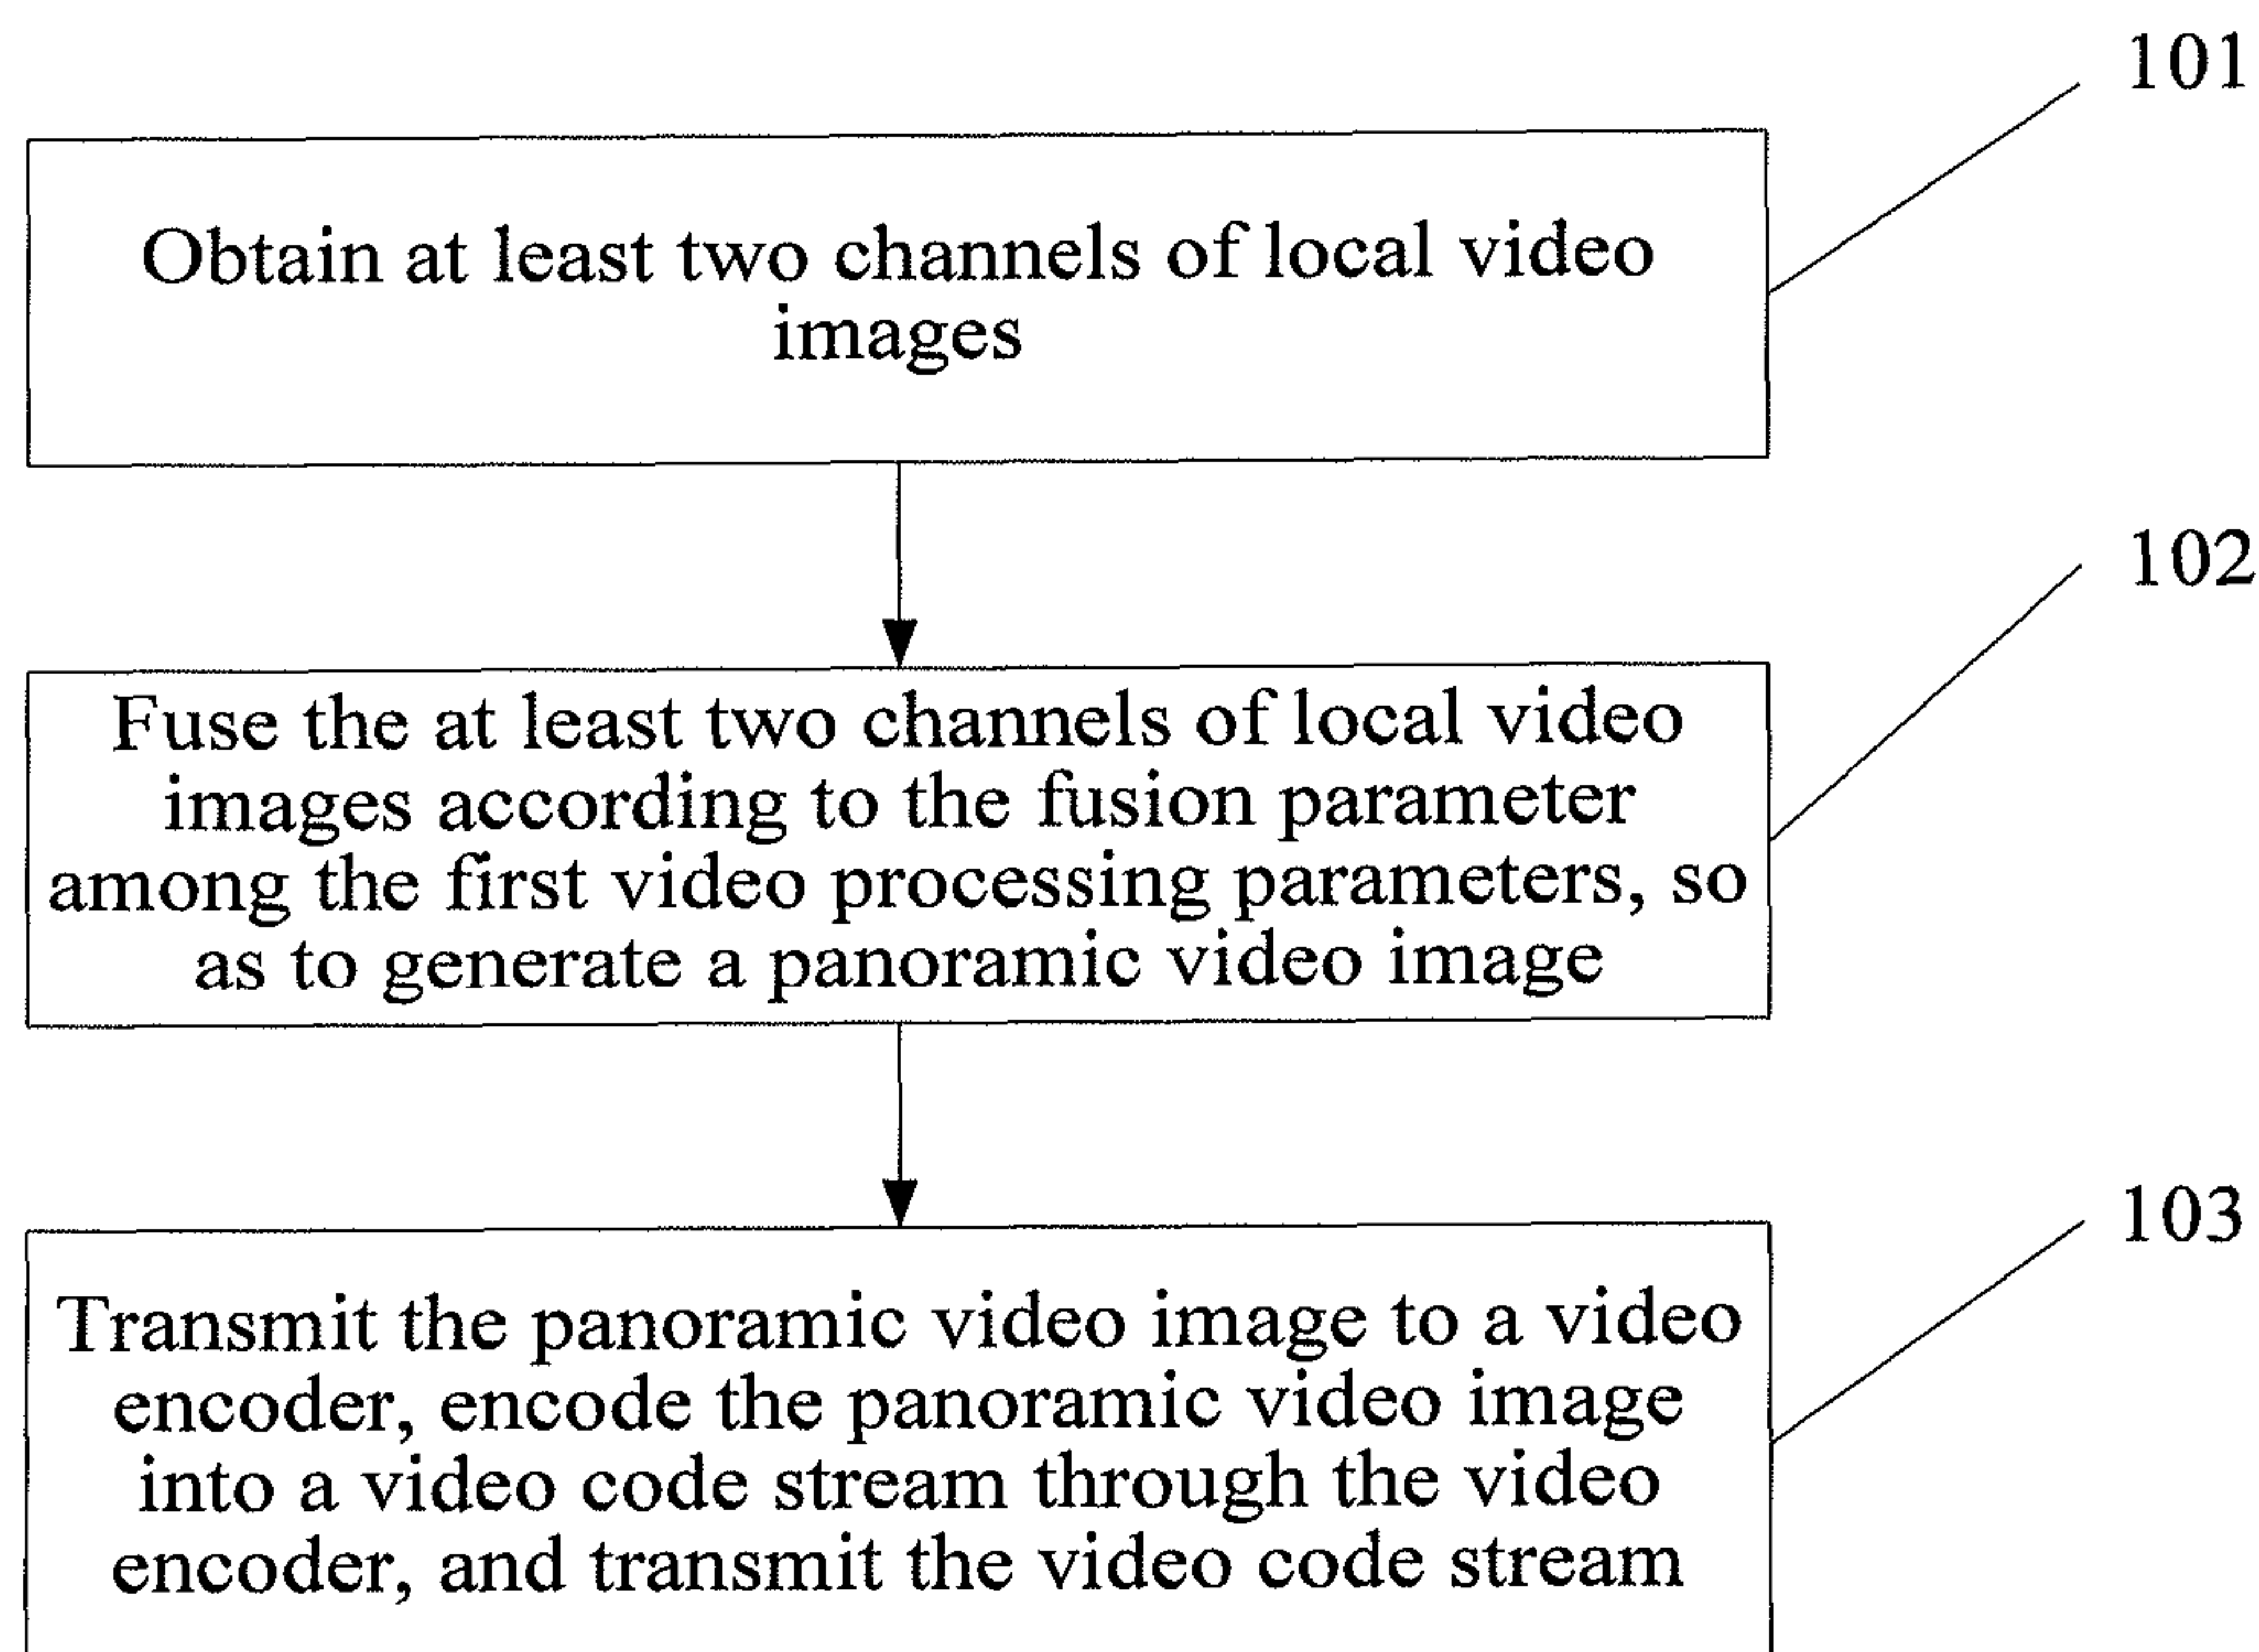 101
Obtain at least two channels of local video
images
102
Fuse the at least two channels of local video
images according to the fusion parameter
among the first video processing parameters, so
as to generate a panoramic video image
103
Transmit the panoramic video image to a video
encoder, encode the panoramic video image
into a video code stream through the video
encoder, and transmit the video code stream